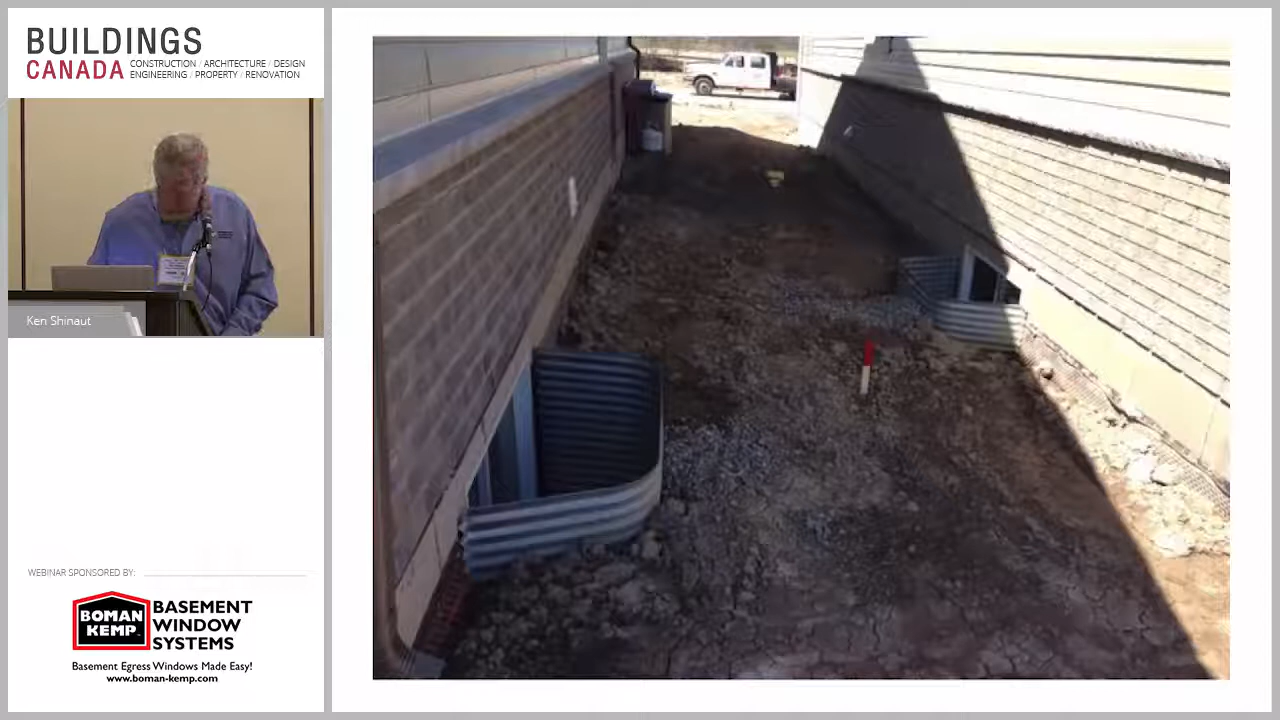 BUILDINGS
CANADA CONSTRUCTION / ARCHITECTURE / DESIGN
ENGINEERING / PROPERTY / RENOVATION
Ken Shinaut
WEBINAR SPONSORED BY:
BOMAN
KEMP
BASEMENT
WINDOW
SYSTEMS
Basement Egress Windows Made Easy!
www.boman-kemp.com